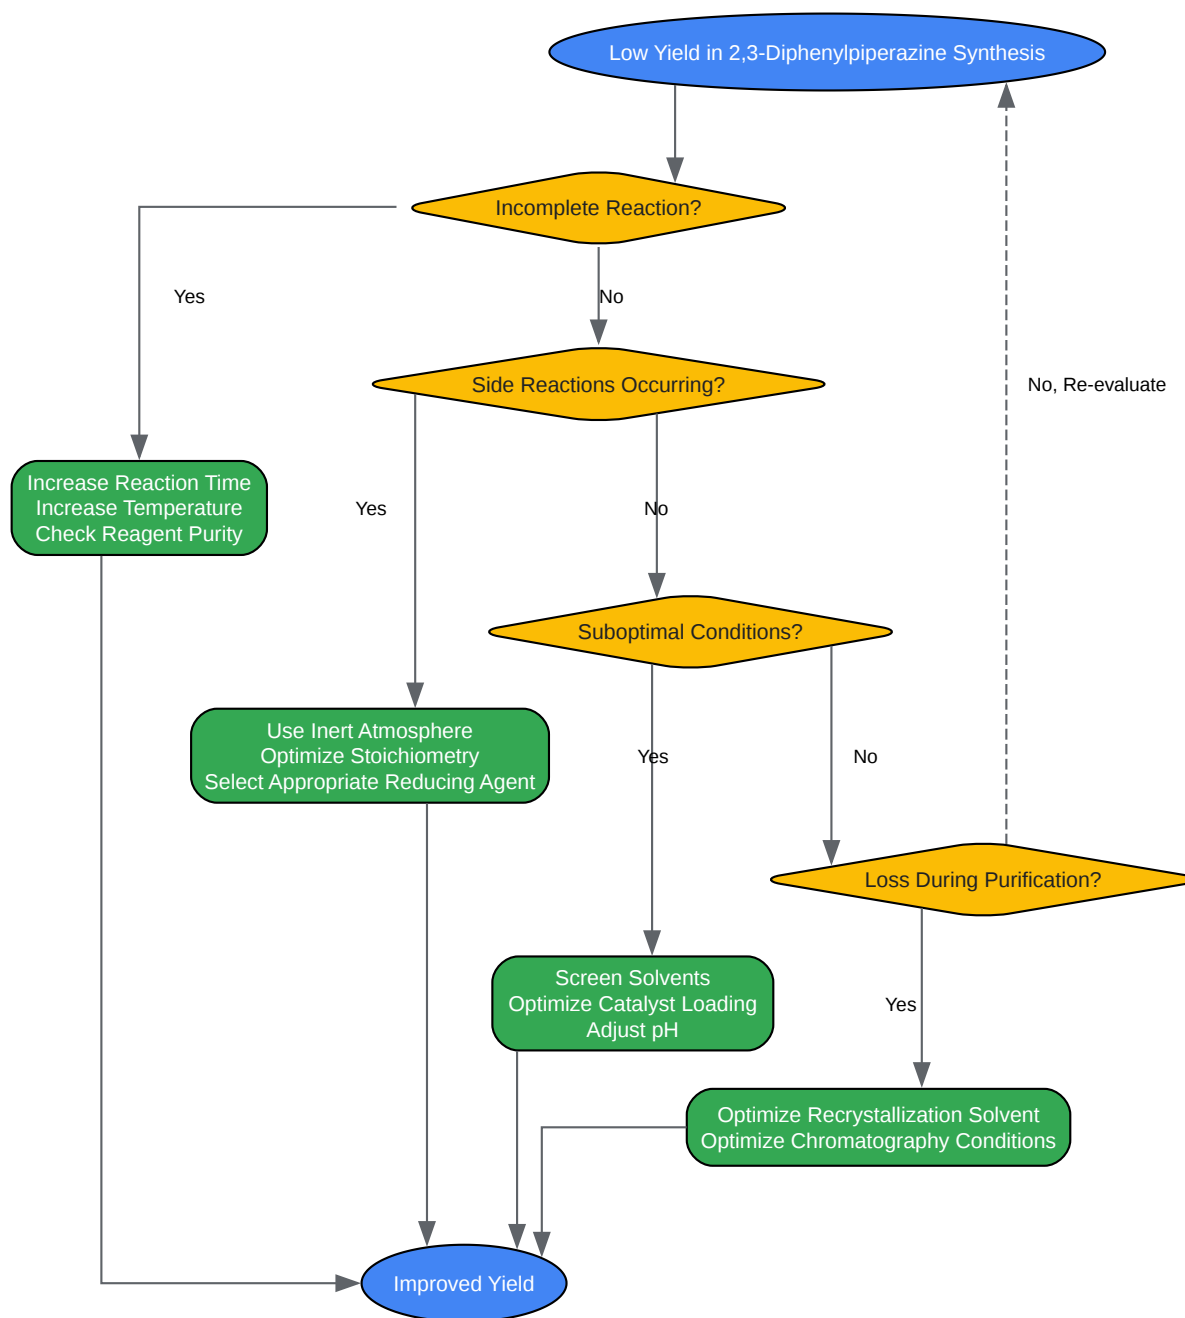 Low Yield in 2,3-Diphenylpiperazine Synthesis
Incomplete Reaction?
Yes
No
Side Reactions Occurring?
No, Re-evaluate
Increase Reaction Time
Increase Temperature
Check Reagent Purity
Yes
No
Suboptimal Conditions?
Use Inert Atmosphere
Optimize Stoichiometry
Select Appropriate Reducing Agent
Yes
No
Loss During Purification?
Screen Solvents
Optimize Catalyst Loading
Adjust pH
Yes
Optimize Recrystallization Solvent
Optimize Chromatography Conditions
Improved Yield